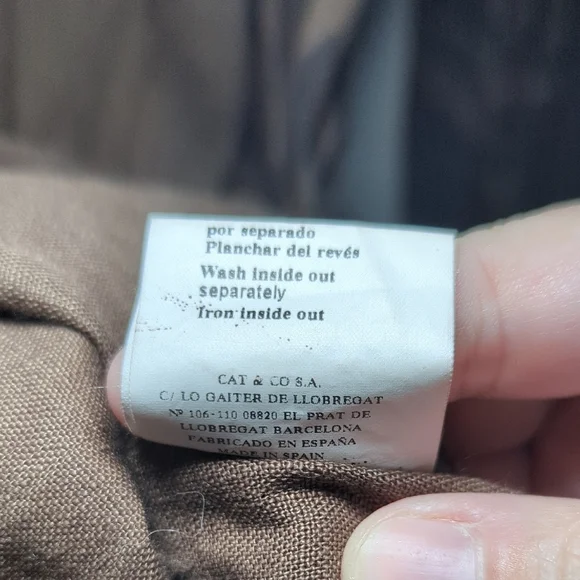 por separado
Planchar del revés
Wash inside out
separately
Iron inside out
CAT & CO S.A.
C/ LO GAITER DE LLOBREGAT
Nº 106-110 08820 EL PRAT DE
LLOBREGAT BARCELONA
FABRICADO EN ESPAÑA
MADE IN SPAIN